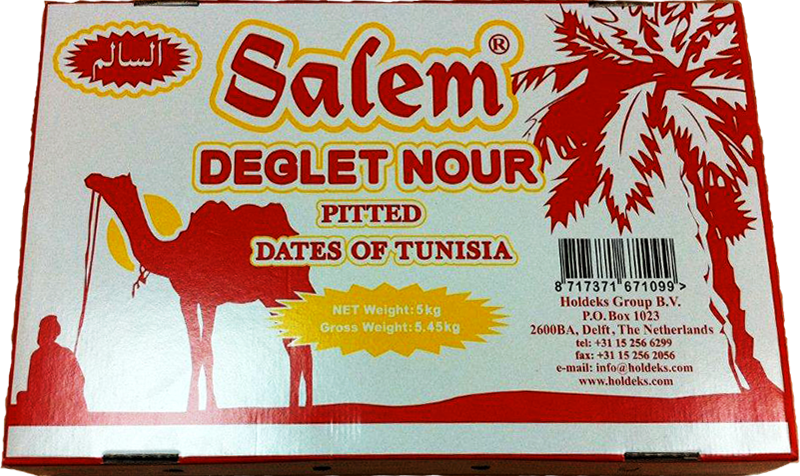 السالم
Salem®
DEGLET NOUR
PITTED
DATES OF TUNISIA
NET Weight: 5kg
Gross Weight: 5.45kg
8 717371 671099 >
Holdeks Group B.V.
P.O. Box 1023
2600BA, Delft, The Netherlands
tel: +31 15 256 6299
fax: +31 15 256 2056
e-mail: info@holdeks.com
www.holdeks.com